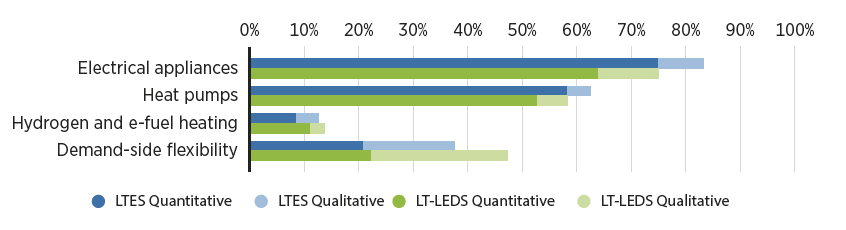 0% 10% 20% 30% 40% 50% 60% 70% 80% 90% 100%
Electrical appliances
Heat pumps
Hydrogen and e-fuel heating
Demand-side flexibility
LTES Quantitative LTES Qualitative LT-LEDS Quantitative LT-LEDS Qualitative